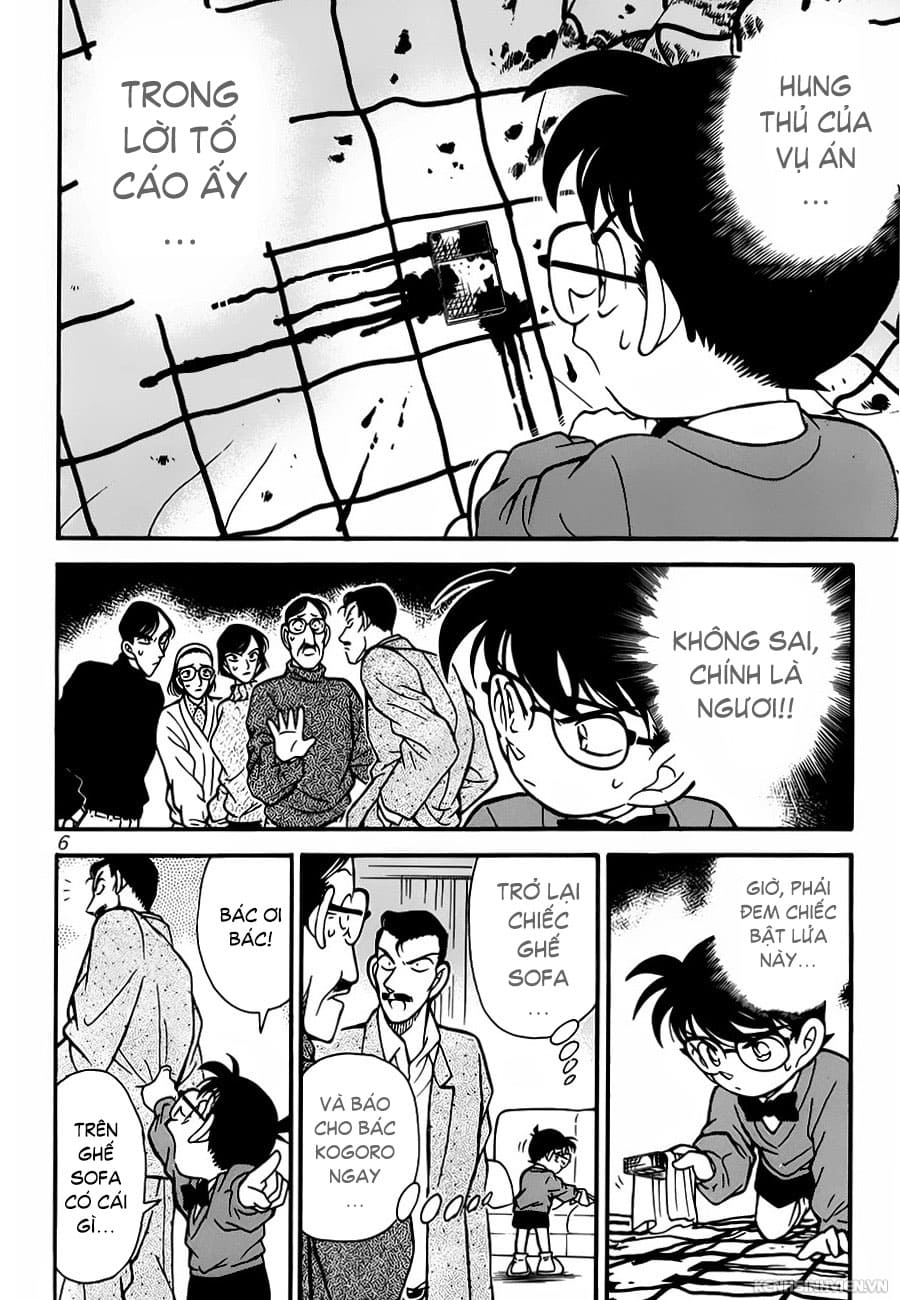 HUNG
THỦ CỦA
VỤ ÁN
...
TRONG
LỜI TỐ
CÁO ẤY
...
KHÔNG SAI,
CHÍNH LÀ
NGƯƠI!!
6
GIỜ, PHẢI
ĐEM CHIẾC
BẬT LỬA
NÀY...
TRỞ LẠI
CHIẾC
GHẾ
SOFA
...
VÀ BÁO
CHO BÁC
KOGORO
NGAY
...
BÁC ƠI
BÁC!
TRÊN
GHẾ
SOFA
CÓ CÁI
GÌ...
KENHSINHVIEN.VN